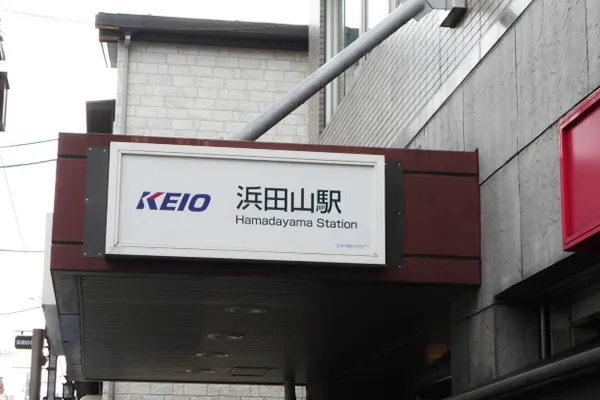 KEIO
浜田山駅
Hamadayama Station